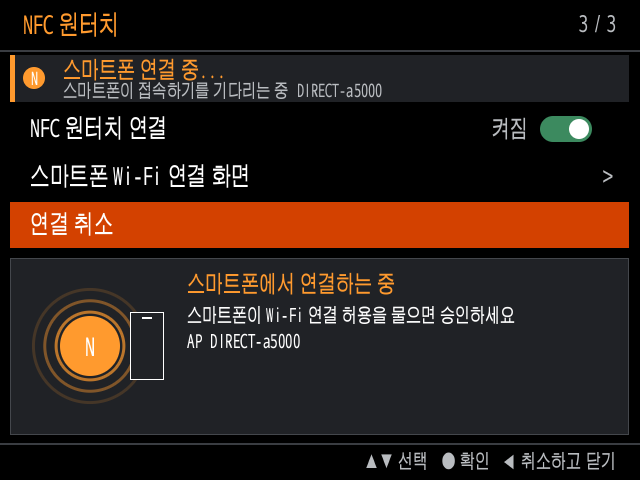 NFC 원터치
3 / 3
N
스마트폰 연결 중...
스마트폰이 접속하기를 기다리는 중 DIRECT-a5000
NFC 원터치 연결
켜짐
스마트폰 Wi-Fi 연결 화면
>
연결 취소
스마트폰에서 연결하는 중
스마트폰이 Wi-Fi 연결 허용을 물으면 승인하세요
N
AP DIRECT-a5000
▲▼ 선택 ● 확인 ◀ 취소하고 닫기